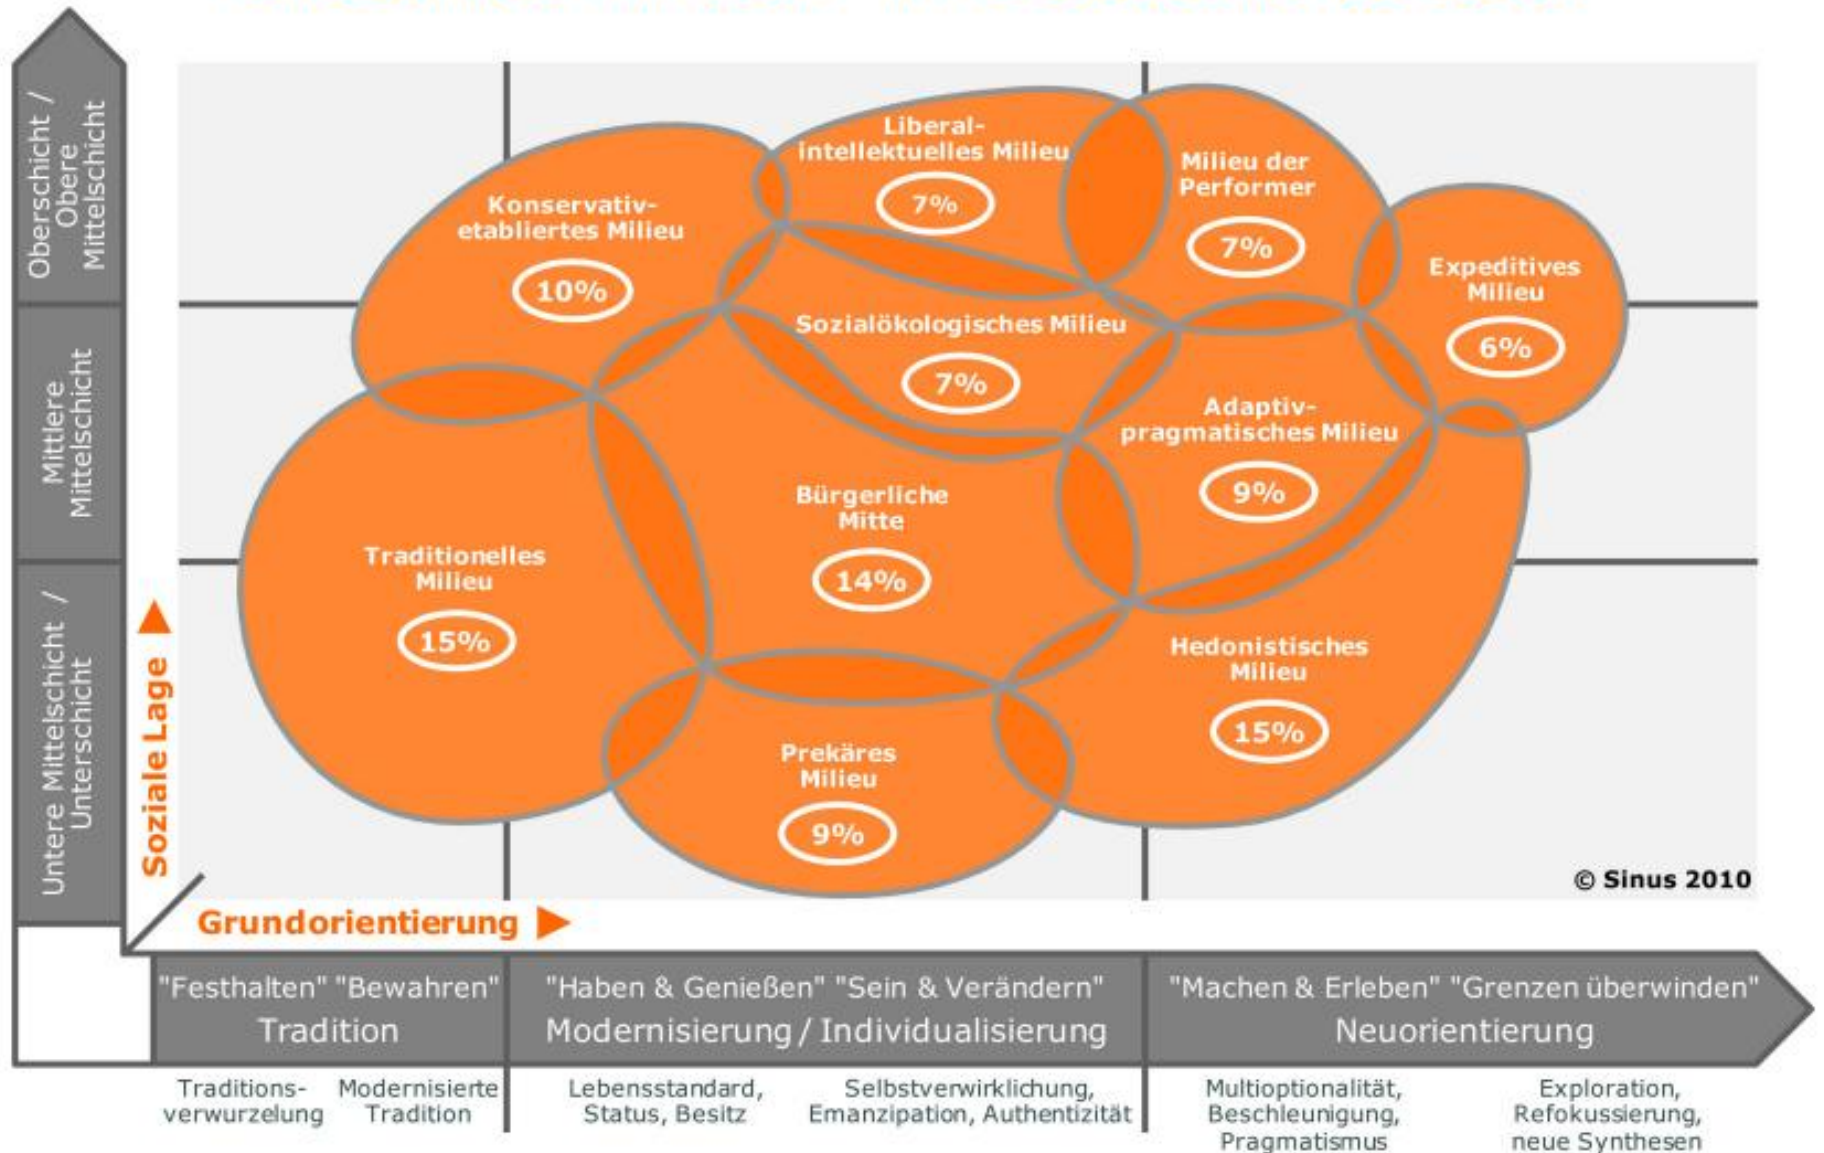 Oberschicht /
Obere
Mittelschicht
Mittlere
Mittelschicht
Untere Mittelschicht /
Unterschicht
Soziale Lage
Konservativ-
etabliertes Milieu
10%
Liberal-
intellektuelles Milieu
7%
Milieu der
Performer
7%
Expeditives
Milieu
6%
Sozialökologisches Milieu
7%
Adaptiv-
pragmatisches Milieu
9%
Bürgerliche
Mitte
14%
Traditionelles
Milieu
15%
Hedonistisches
Milieu
15%
Prekäres
Milieu
9%
© Sinus 2010
Grundorientierung
"Festhalten" "Bewahren"
Tradition
"Haben & Genießen" "Sein & Verändern"
Modernisierung / Individualisierung
"Machen & Erleben" "Grenzen überwinden"
Neuorientierung
Traditions-
verwurzelung
Modernisierte
Tradition
Lebensstandard,
Status, Besitz
Selbstverwirklichung,
Emanzipation, Authentizität
Multioptionalität,
Beschleunigung,
Pragmatismus
Exploration,
Refokussierung,
neue Synthesen